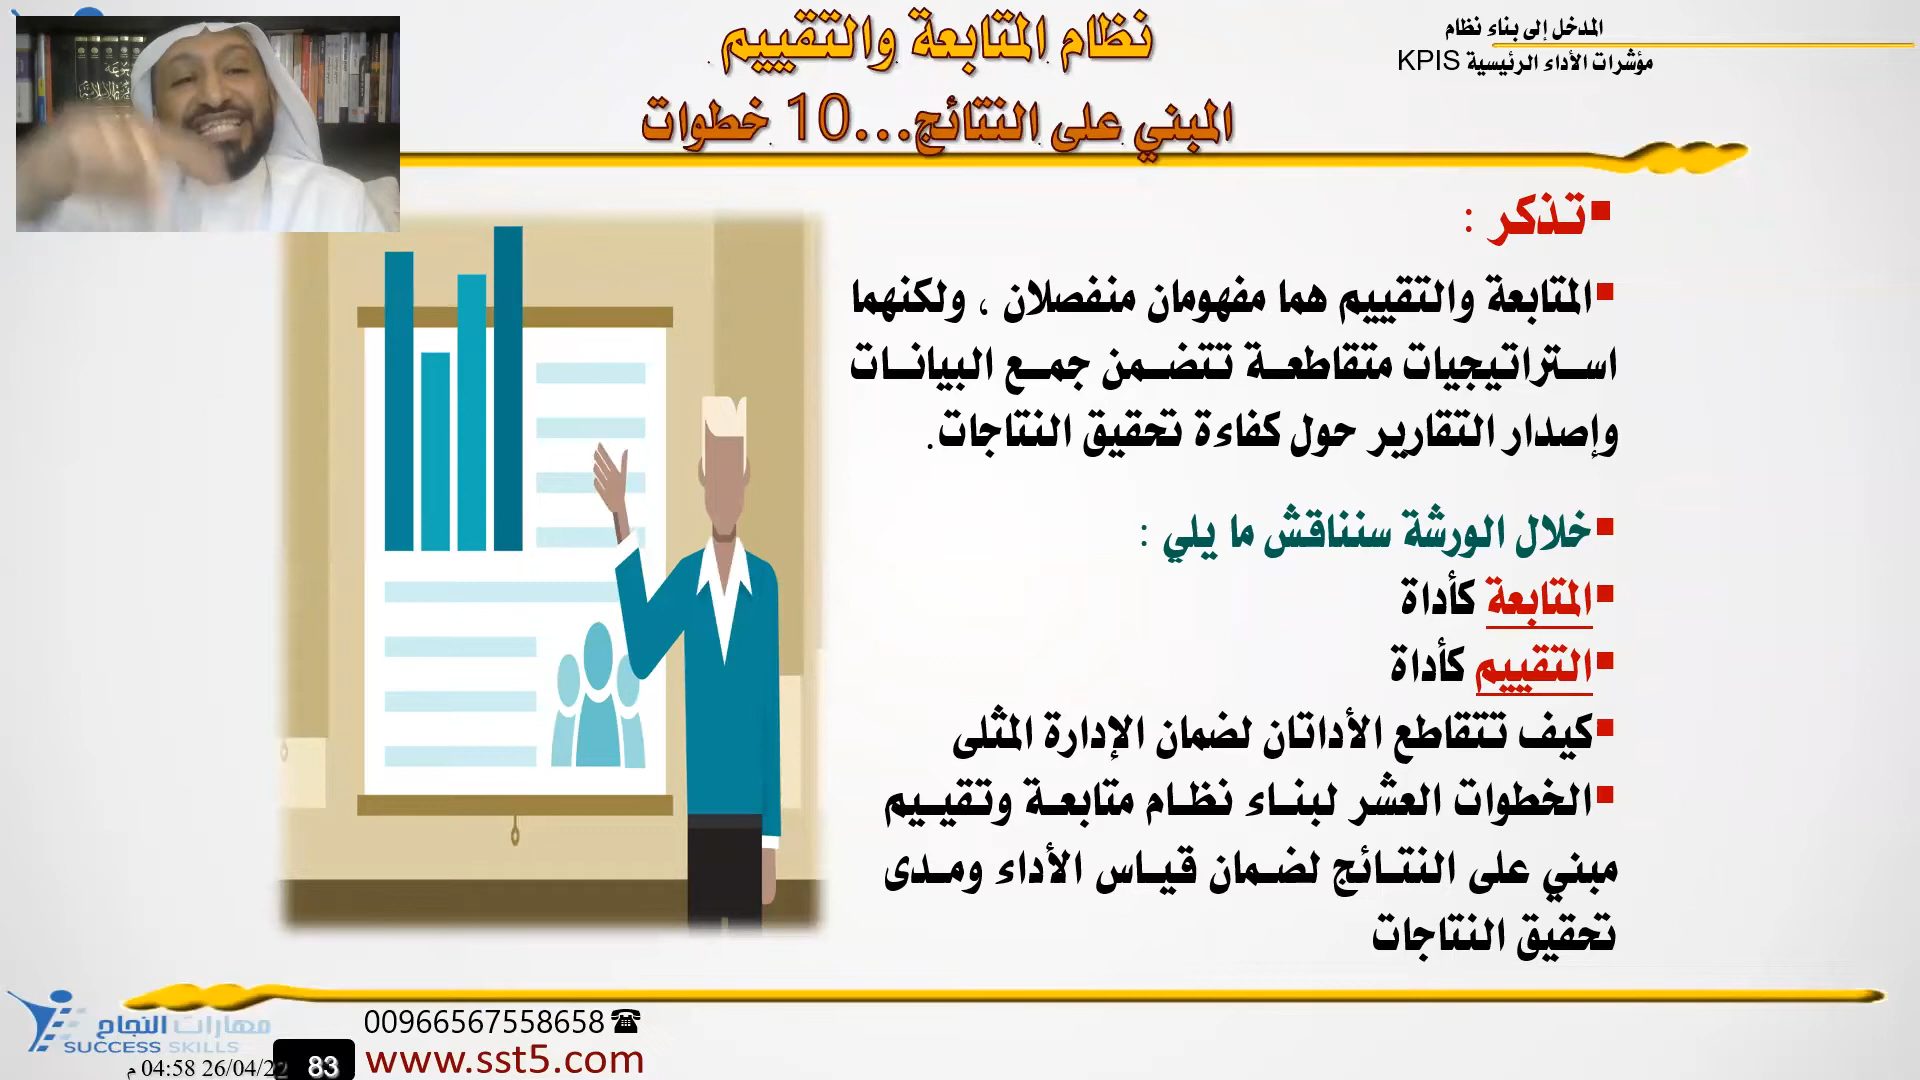 المدخل إلى بناء نظام
مؤشرات الأداء الرئيسية KPIS
نظام المتابعة والتقييم
المبني على النتائج...10 خطوات
تذكر :
المتابعة والتقييم هما مفهومان منفصلان ، ولكنهما
استراتيجيات متقاطعة تتضمن جمع البيانات
وإصدار التقارير حول كفاءة تحقيق النتاجات.
خلال الورشة سنناقش ما يلي :
المتابعة كأداة
التقييم كأداة
كيف تتقاطع الأداتان لضمان الإدارة المثلى
الخطوات العشر لبناء نظام متابعة وتقييم
مبني على النتائج لضمان قياس الأداء ومدى
تحقيق النتاجات
مهارات النجاح
SUCCESS SKILLS
00966567558658
www.sst5.com
04:58 26/04/22 م
83